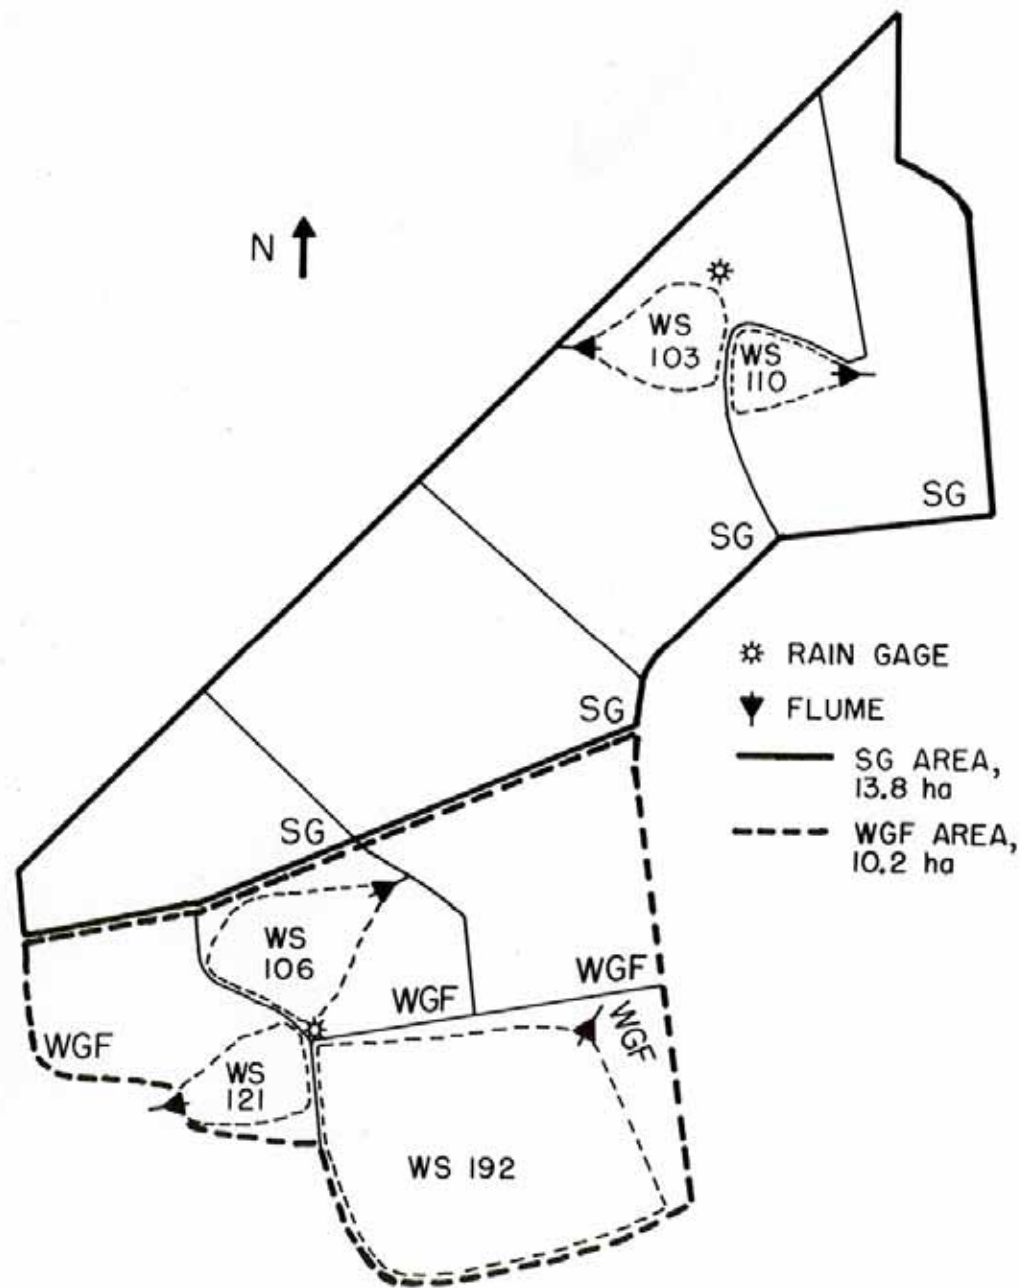 N
WS
103
WS
110
SG
SG
RAIN GAGE
FLUME
SG
SG AREA,
13.8 ha
SG
WGF AREA,
10.2 ha
WS
106
WGF
WGF
WGF
WGF
WS
121
WS 192